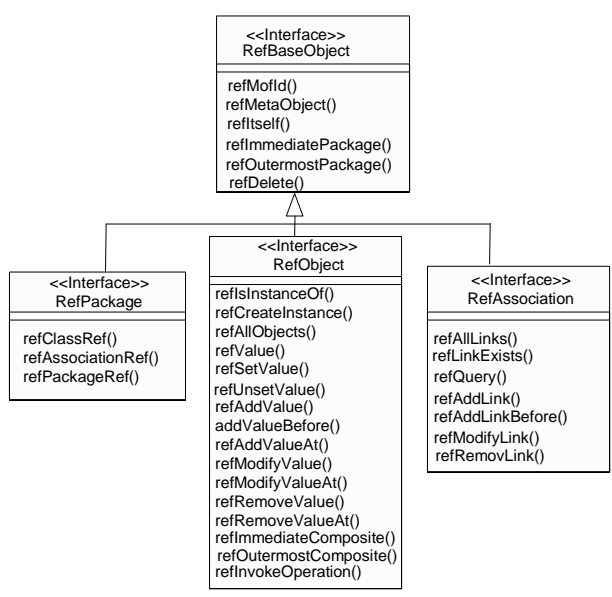 <<Interface>>
RefBaseObject
refMofId()
refMetaObject()
refItself()
refImmediatePackage()
refOutermostPackage()
refDelete()
<<Interface>>
RefPackage
refClassRef()
refAssociationRef()
refPackageRef()
<<Interface>>
RefObject
refIsInstanceOf()
refCreateInstance()
refAllObjects()
refValue()
refSetValue()
refUnsetValue()
refAddValue()
addValueBefore()
refAddValueAt()
refModifyValue()
refModifyValueAt()
refRemoveValue()
refRemoveValueAt()
refImmediateComposite()
refOutermostComposite()
refInvokeOperation()
<<Interface>>
RefAssociation
refAllLinks()
refLinkExists()
refQuery()
refAddLink()
refAddLinkBefore()
refModifyLink()
refRemovLink()